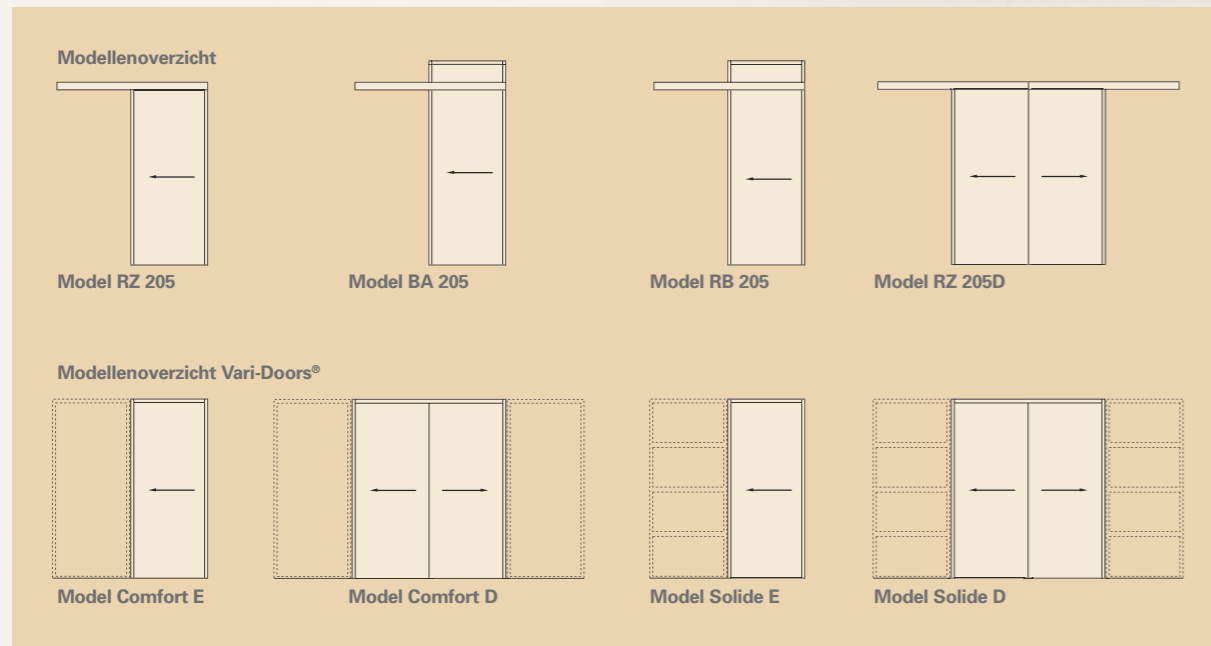 Modellenoverzicht
Model RZ 205
Model BA 205
Model RB 205
Model RZ 205D
Modellenoverzicht Vari-Doors®
Model Comfort E
Model Comfort D
Model Solide E
Model Solide D